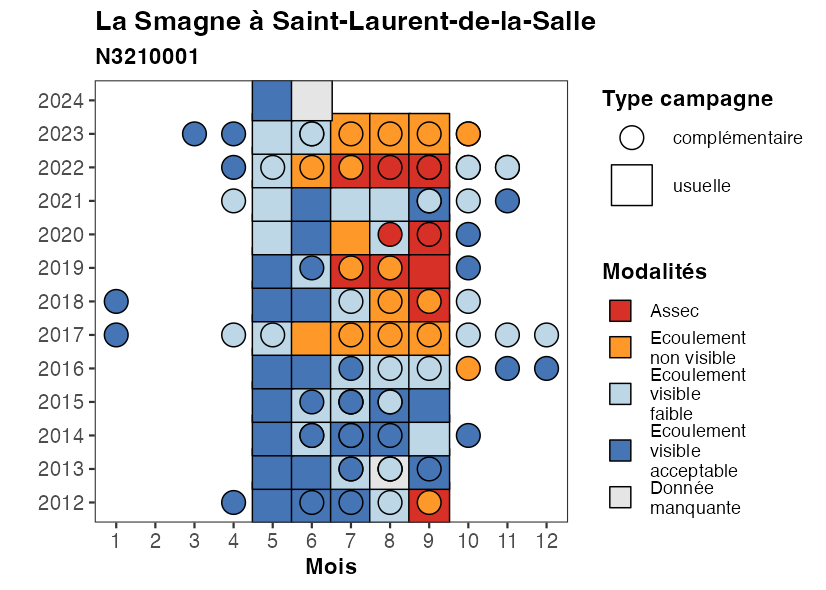 La Smagne à Saint-Laurent-de-la-Salle
N3210001
2024
2023
2022
2021
2020
2019
2018
2017
2016
2015
2014
2013
2012
1 2 3 4 5 6 7 8 9 10 11 12
Mois
Type campagne
complémentaire
usuelle
Modalités
Assec
Ecoulement
non visible
Ecoulement
visible
faible
Ecoulement
visible
acceptable
Donnée
manquante